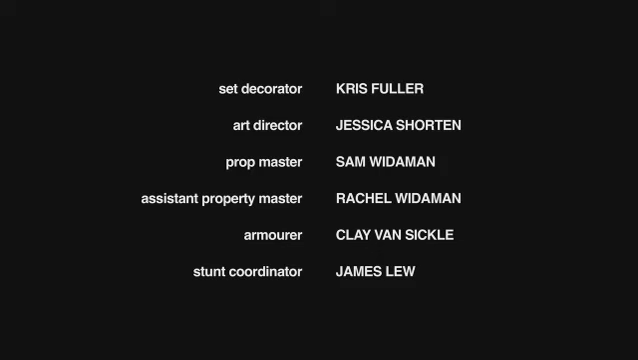 set decorator KRIS FULLER
art director JESSICA SHORTEN
prop master SAM WIDAMAN
assistant property master RACHEL WIDAMAN
armourer CLAY VAN SICKLE
stunt coordinator JAMES LEW